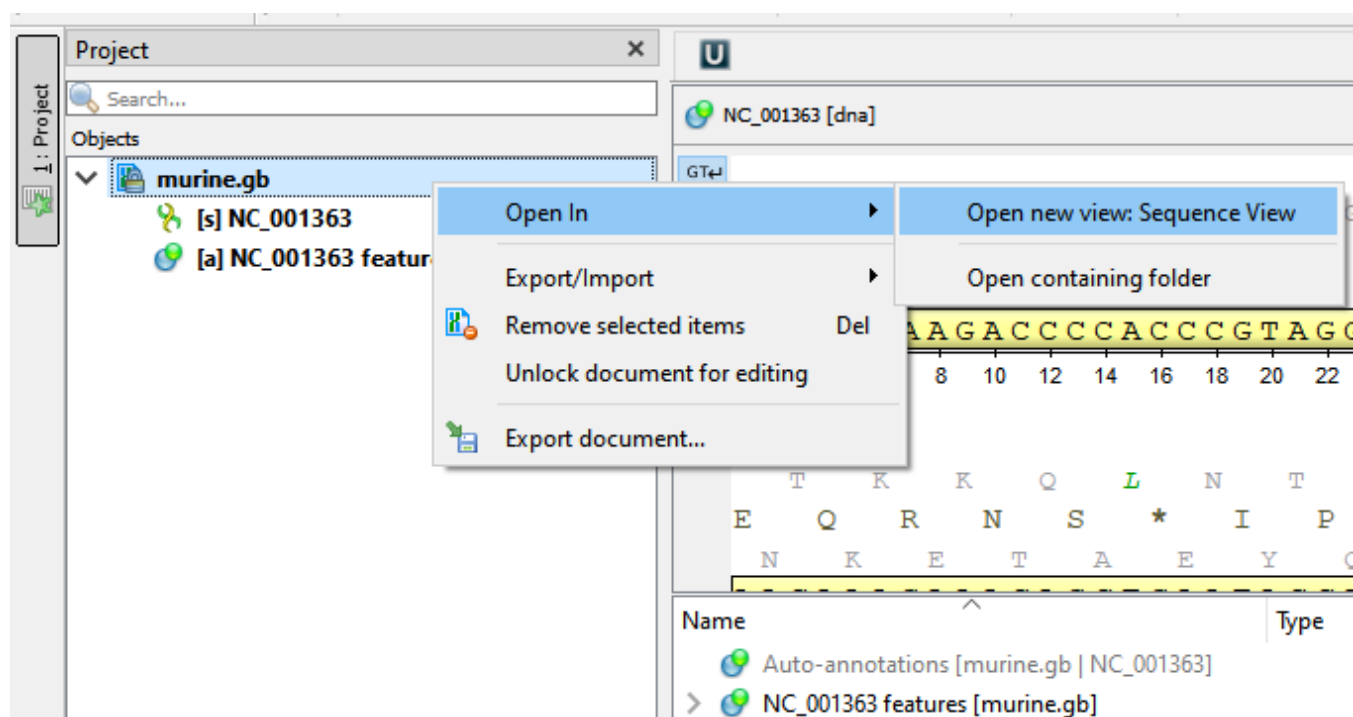 Project
1: Project
Search...
Objects
murine.gb
[s] NC_001363
[a] NC_001363 featur
Open In
Export/Import
Remove selected items Del
Unlock document for editing
Export document...
Open new view: Sequence View
Open containing folder
U
NC_001363 [dna]
GT
A A G A C C C C A C C C G T A G
8 10 12 14 16 18 20 22
T K K Q L N T
E Q R N S * I P
N K E T A E Y
Name Type
Auto-annotations [murine.gb | NC_001363]
NC_001363 features [murine.gb]